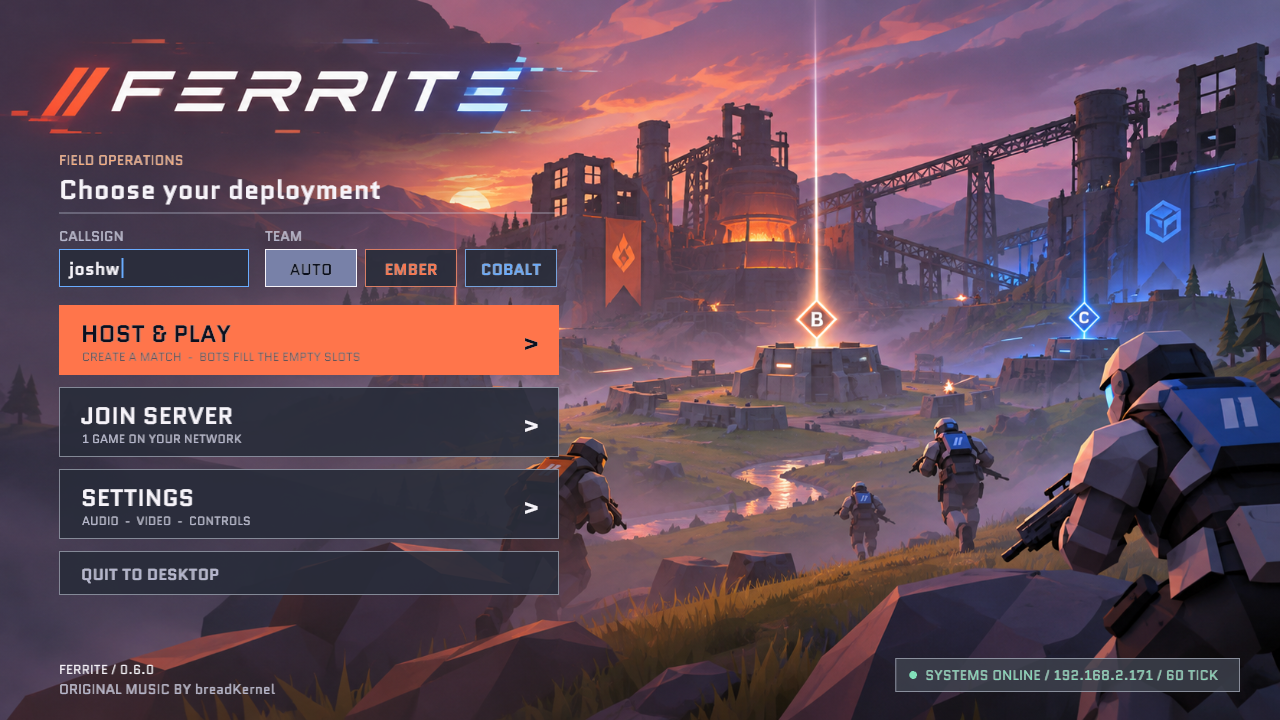 //FERRITE
FIELD OPERATIONS
Choose your deployment
CALLSIGN
TEAM
joshw
AUTO
EMBER
COBALT
HOST & PLAY
CREATE A MATCH - BOTS FILL THE EMPTY SLOTS
>
JOIN SERVER
1 GAME ON YOUR NETWORK
>
SETTINGS
AUDIO - VIDEO - CONTROLS
>
QUIT TO DESKTOP
B
C
FERRITE / 0.6.0
ORIGINAL MUSIC BY breadKernel
SYSTEMS ONLINE / 192.168.2.171 / 60 TICK